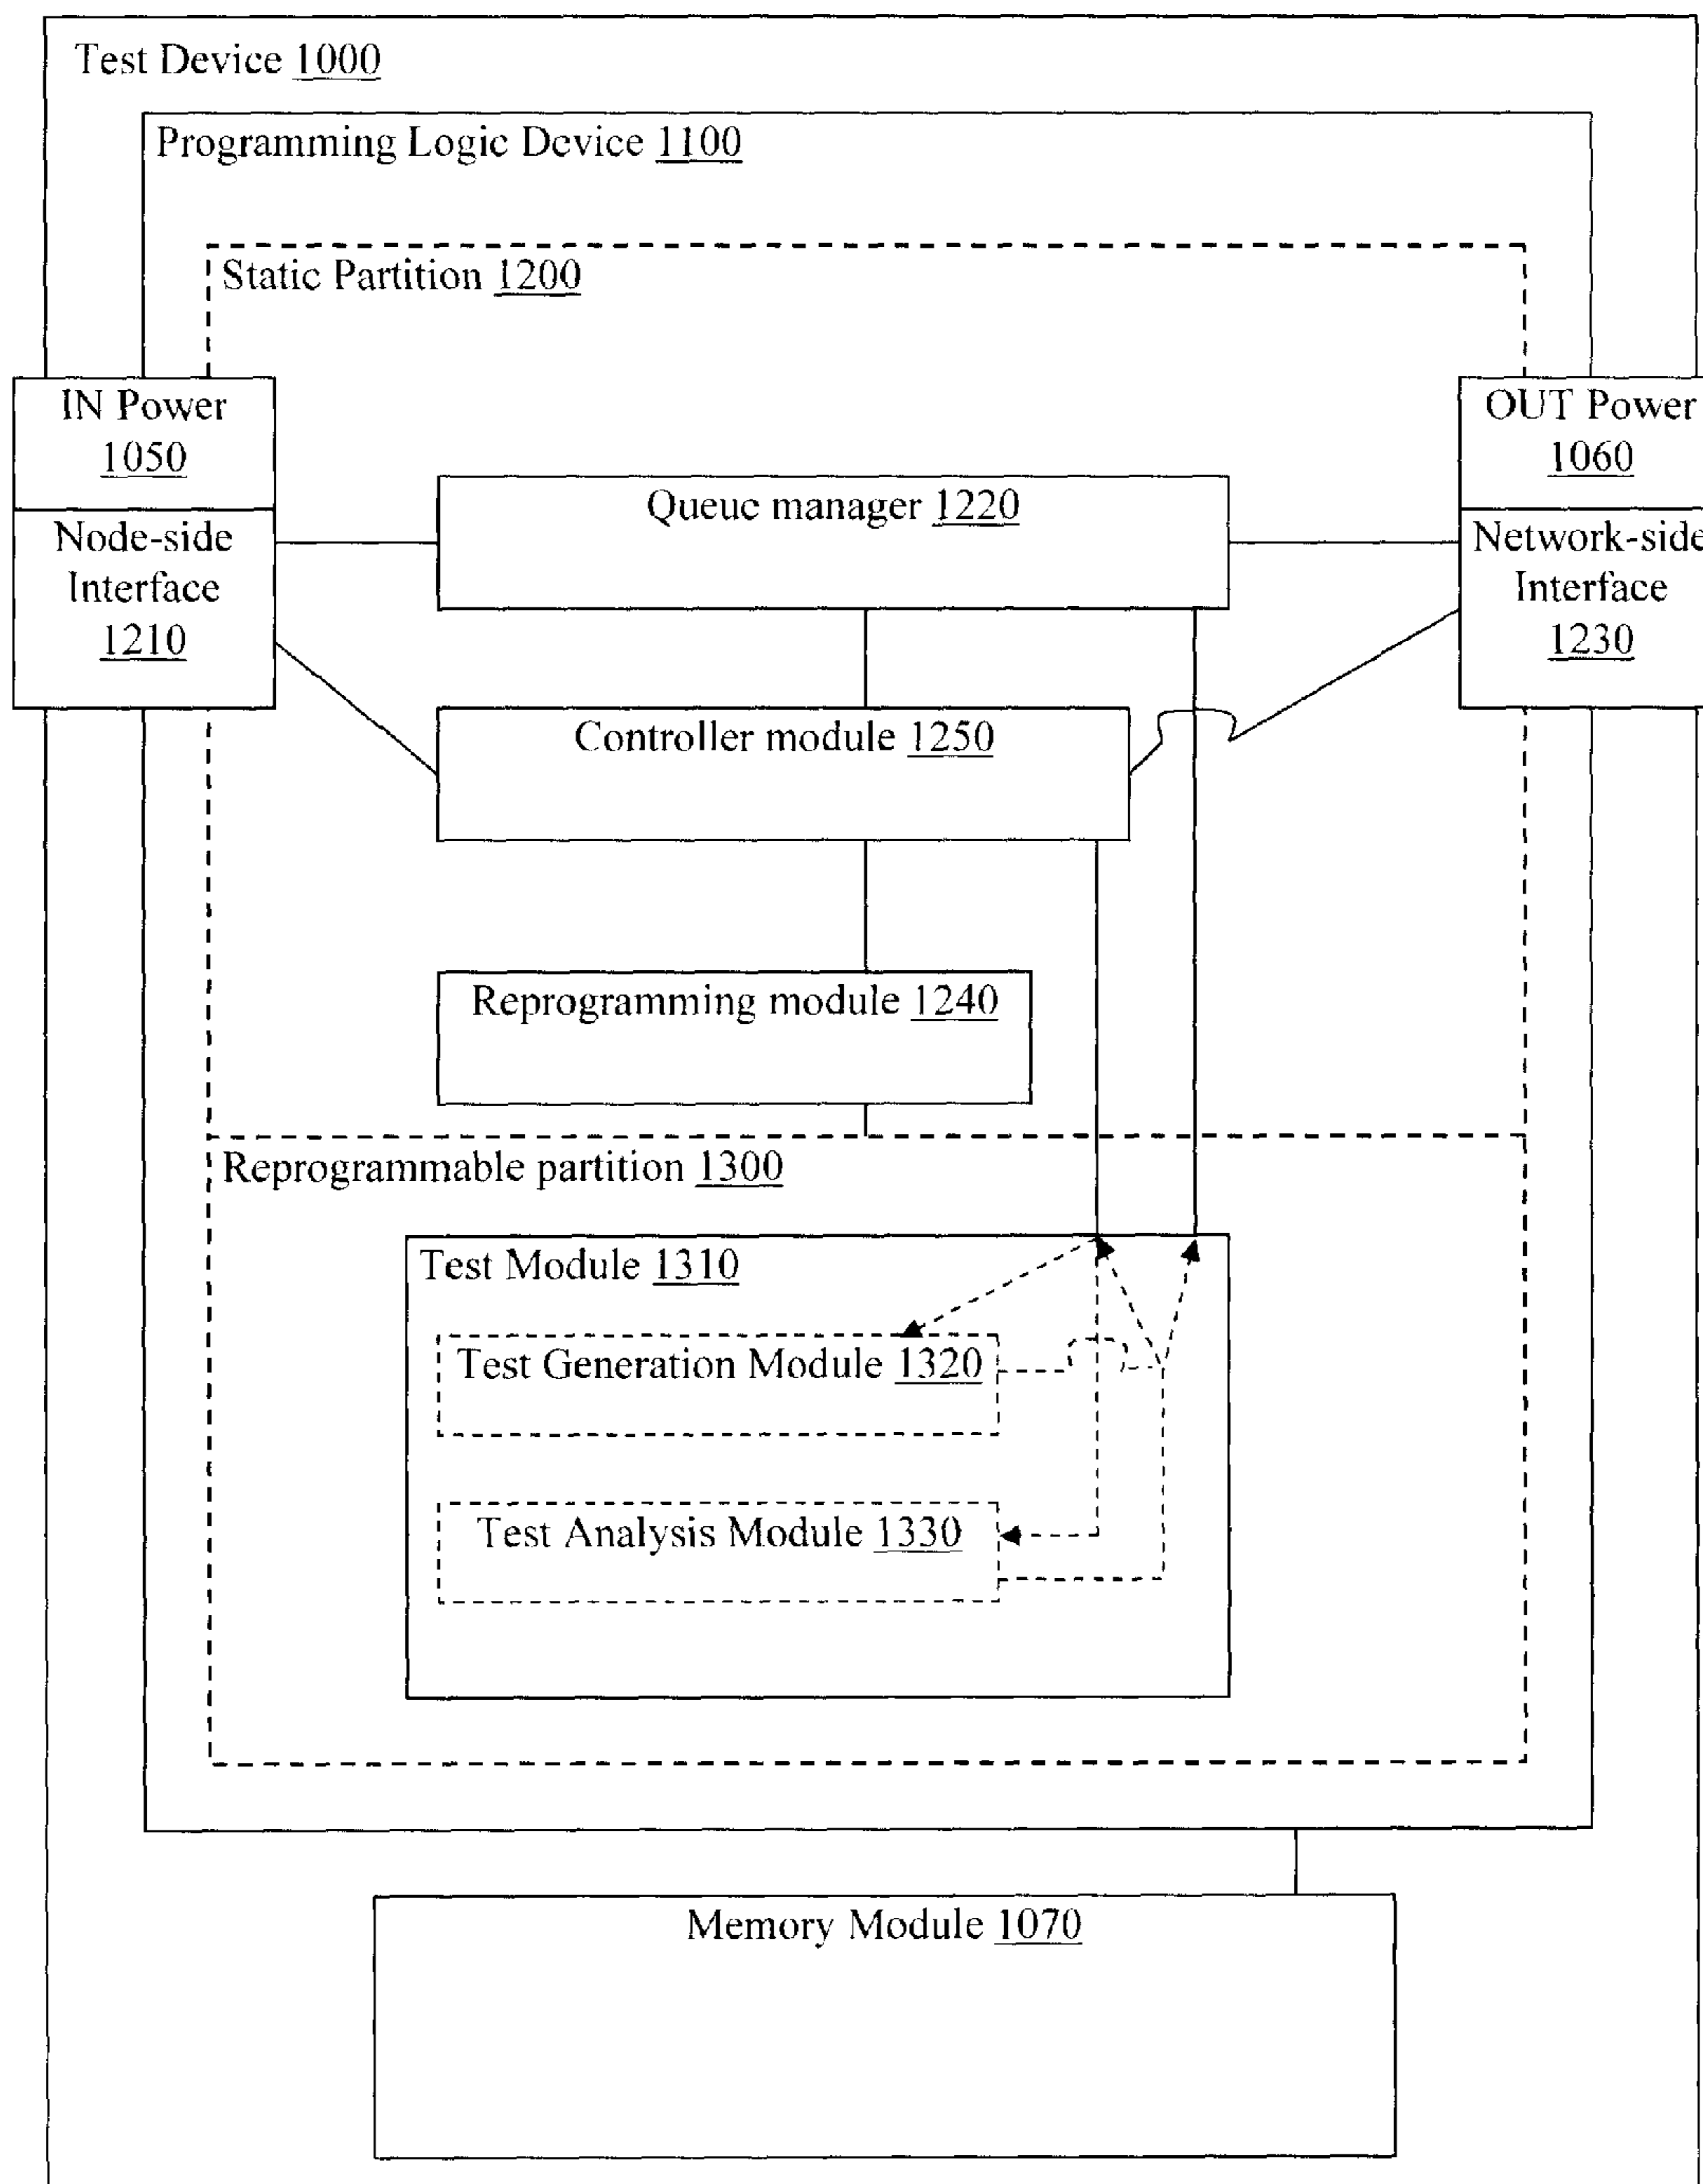 Test Device 1000
Programming Logic Device 1100
Static Partition 1200
IN Power
1050
OUT Power
1060
Queue manager 1220
Node-side
Interface
1210
Network-side
Interface
1230
Controller module 1250
Reprogramming module 1240
Reprogrammable partition 1300
Test Module 1310
Test Generation Module 1320
Test Analysis Module 1330
Memory Module 1070